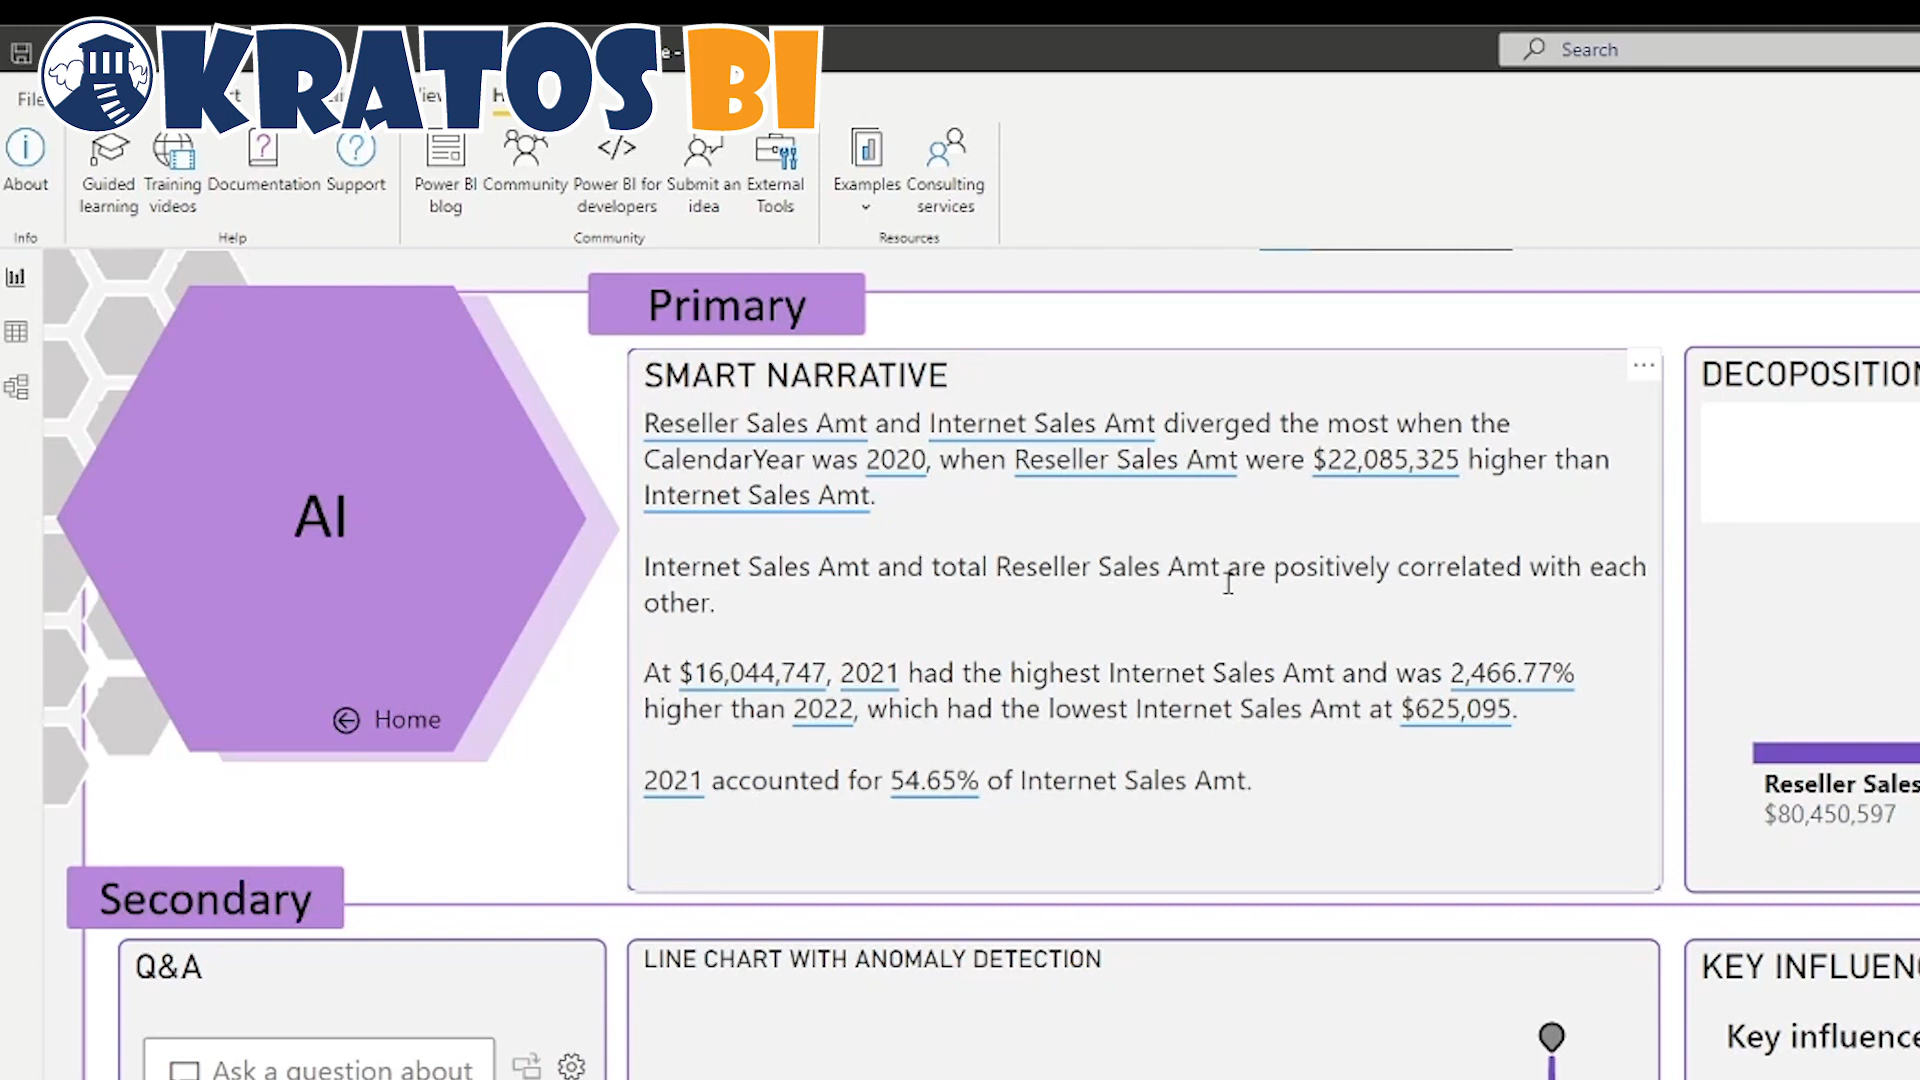 KRATOS BI
Search
File
About
Guided learning
Training videos
Documentation
Support
Power BI blog
Community
Power BI for developers
Submit an idea
External Tools
Examples
Consulting services
Info
Help
Community
Resources
Primary
AI
Home
SMART NARRATIVE
Reseller Sales Amt and Internet Sales Amt diverged the most when the
CalendarYear was 2020, when Reseller Sales Amt were $22,085,325 higher than
Internet Sales Amt.
Internet Sales Amt and total Reseller Sales Amt are positively correlated with each
other.
At $16,044,747, 2021 had the highest Internet Sales Amt and was 2,466.77%
higher than 2022, which had the lowest Internet Sales Amt at $625,095.
2021 accounted for 54.65% of Internet Sales Amt.
DECOPOSITION
Reseller Sales
$80,450,597
Secondary
Q&A
Ask a question about
LINE CHART WITH ANOMALY DETECTION
KEY INFLUEN
Key influence